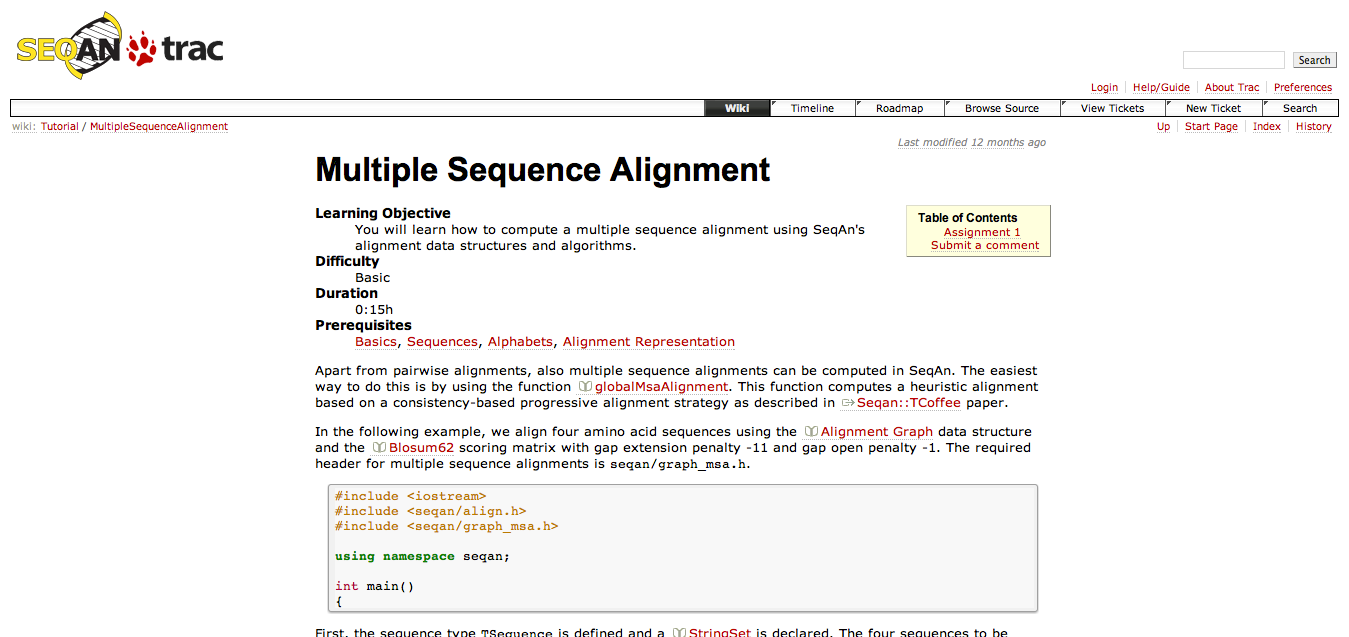 SEQAN trac
Search
Login Help/Guide About Trac Preferences
Wiki Timeline Roadmap Browse Source View Tickets New Ticket Search
wiki: Tutorial / MultipleSequenceAlignment
Up Start Page Index History
Last modified 12 months ago
Multiple Sequence Alignment
Table of Contents
Assignment 1
Submit a comment
Learning Objective
You will learn how to compute a multiple sequence alignment using SeqAn's
alignment data structures and algorithms.
Difficulty
Basic
Duration
0:15h
Prerequisites
Basics, Sequences, Alphabets, Alignment Representation
Apart from pairwise alignments, also multiple sequence alignments can be computed in SeqAn. The easiest
way to do this is by using the function globalMsaAlignment. This function computes a heuristic alignment
based on a consistency-based progressive alignment strategy as described in Seqan::TCoffee paper.
In the following example, we align four amino acid sequences using the Alignment Graph data structure
and the Blosum62 scoring matrix with gap extension penalty -11 and gap open penalty -1. The required
header for multiple sequence alignments is seqan/graph_msa.h.
#include <iostream>
#include <seqan/align.h>
#include <seqan/graph_msa.h>
using namespace seqan;
int main()
{
First, the sequence type TSequence is defined and a StringSet is declared. The four sequences to be